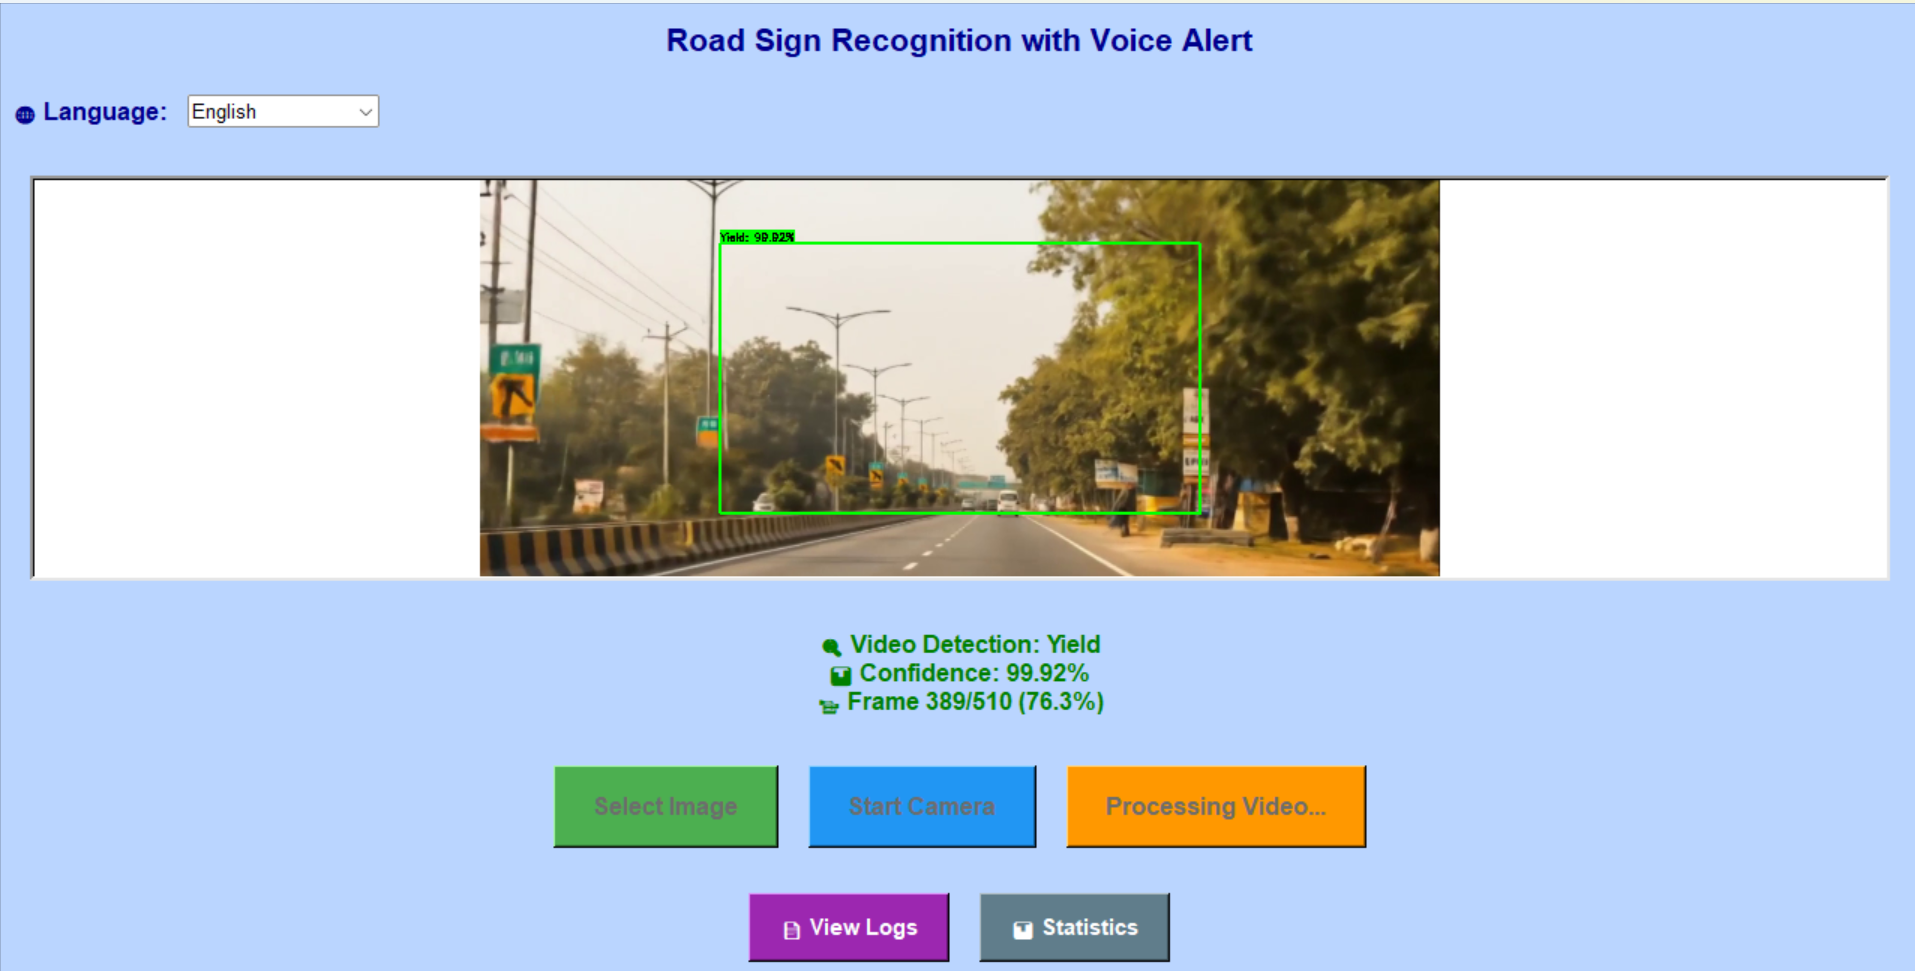 Road Sign Recognition with Voice Alert
Language: English
Yield: 99.92%
Video Detection: Yield
Confidence: 99.92%
Frame 389/510 (76.3%)
Select Image
Start Camera
Processing Video...
View Logs
Statistics